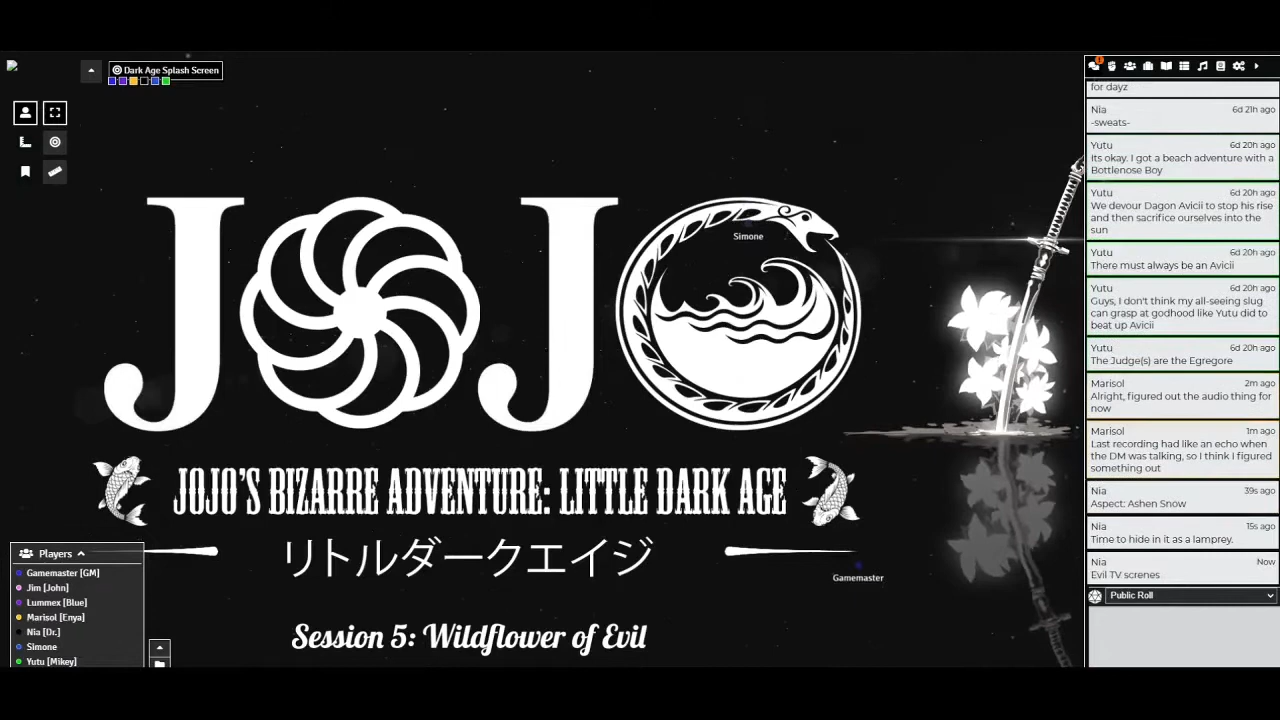 Dark Age Splash Screen
JOJO
Simone
JOJO'S BIZARRE ADVENTURE: LITTLE DARK AGE
リトルダークエイジ
Gamemaster
Session 5: Wildflower of Evil
Players
Gamemaster [GM]
Jim [John]
Lummex [Blue]
Marisol [Enya]
Nia [Dr.]
Simone
Yutu [Mikey]
for dayz
Nia 6d 21h ago
-sweats-
Yutu 6d 20h ago
Its okay. I got a beach adventure with a
Bottlenose Boy
Yutu 6d 20h ago
We devour Dagon Avicii to stop his rise
and then sacrifice ourselves into the
sun
Yutu 6d 20h ago
There must always be an Avicii
Yutu 6d 20h ago
Guys, I don't think my all-seeing slug
can grasp at godhood like Yutu did to
beat up Avicii
Yutu 6d 20h ago
The Judge(s) are the Egregore
Marisol 2m ago
Alright, figured out the audio thing for
now
Marisol 1m ago
Last recording had like an echo when
the DM was talking, so I think I figured
something out
Nia 39s ago
Aspect: Ashen Snow
Nia 15s ago
Time to hide in it as a lamprey.
Nia Now
Evil TV screnes
Public Roll